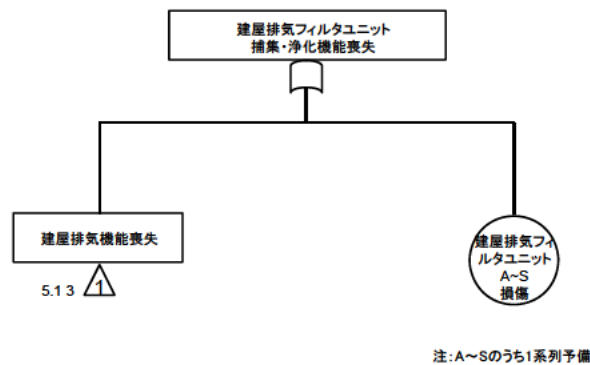 建屋排気フィルタユニット
捕集・浄化機能喪失
建屋排気機能喪失
5.1 3
1
建屋排気フィ
ルタユニット
A~S
損傷
注:A～Sのうち1系列予備